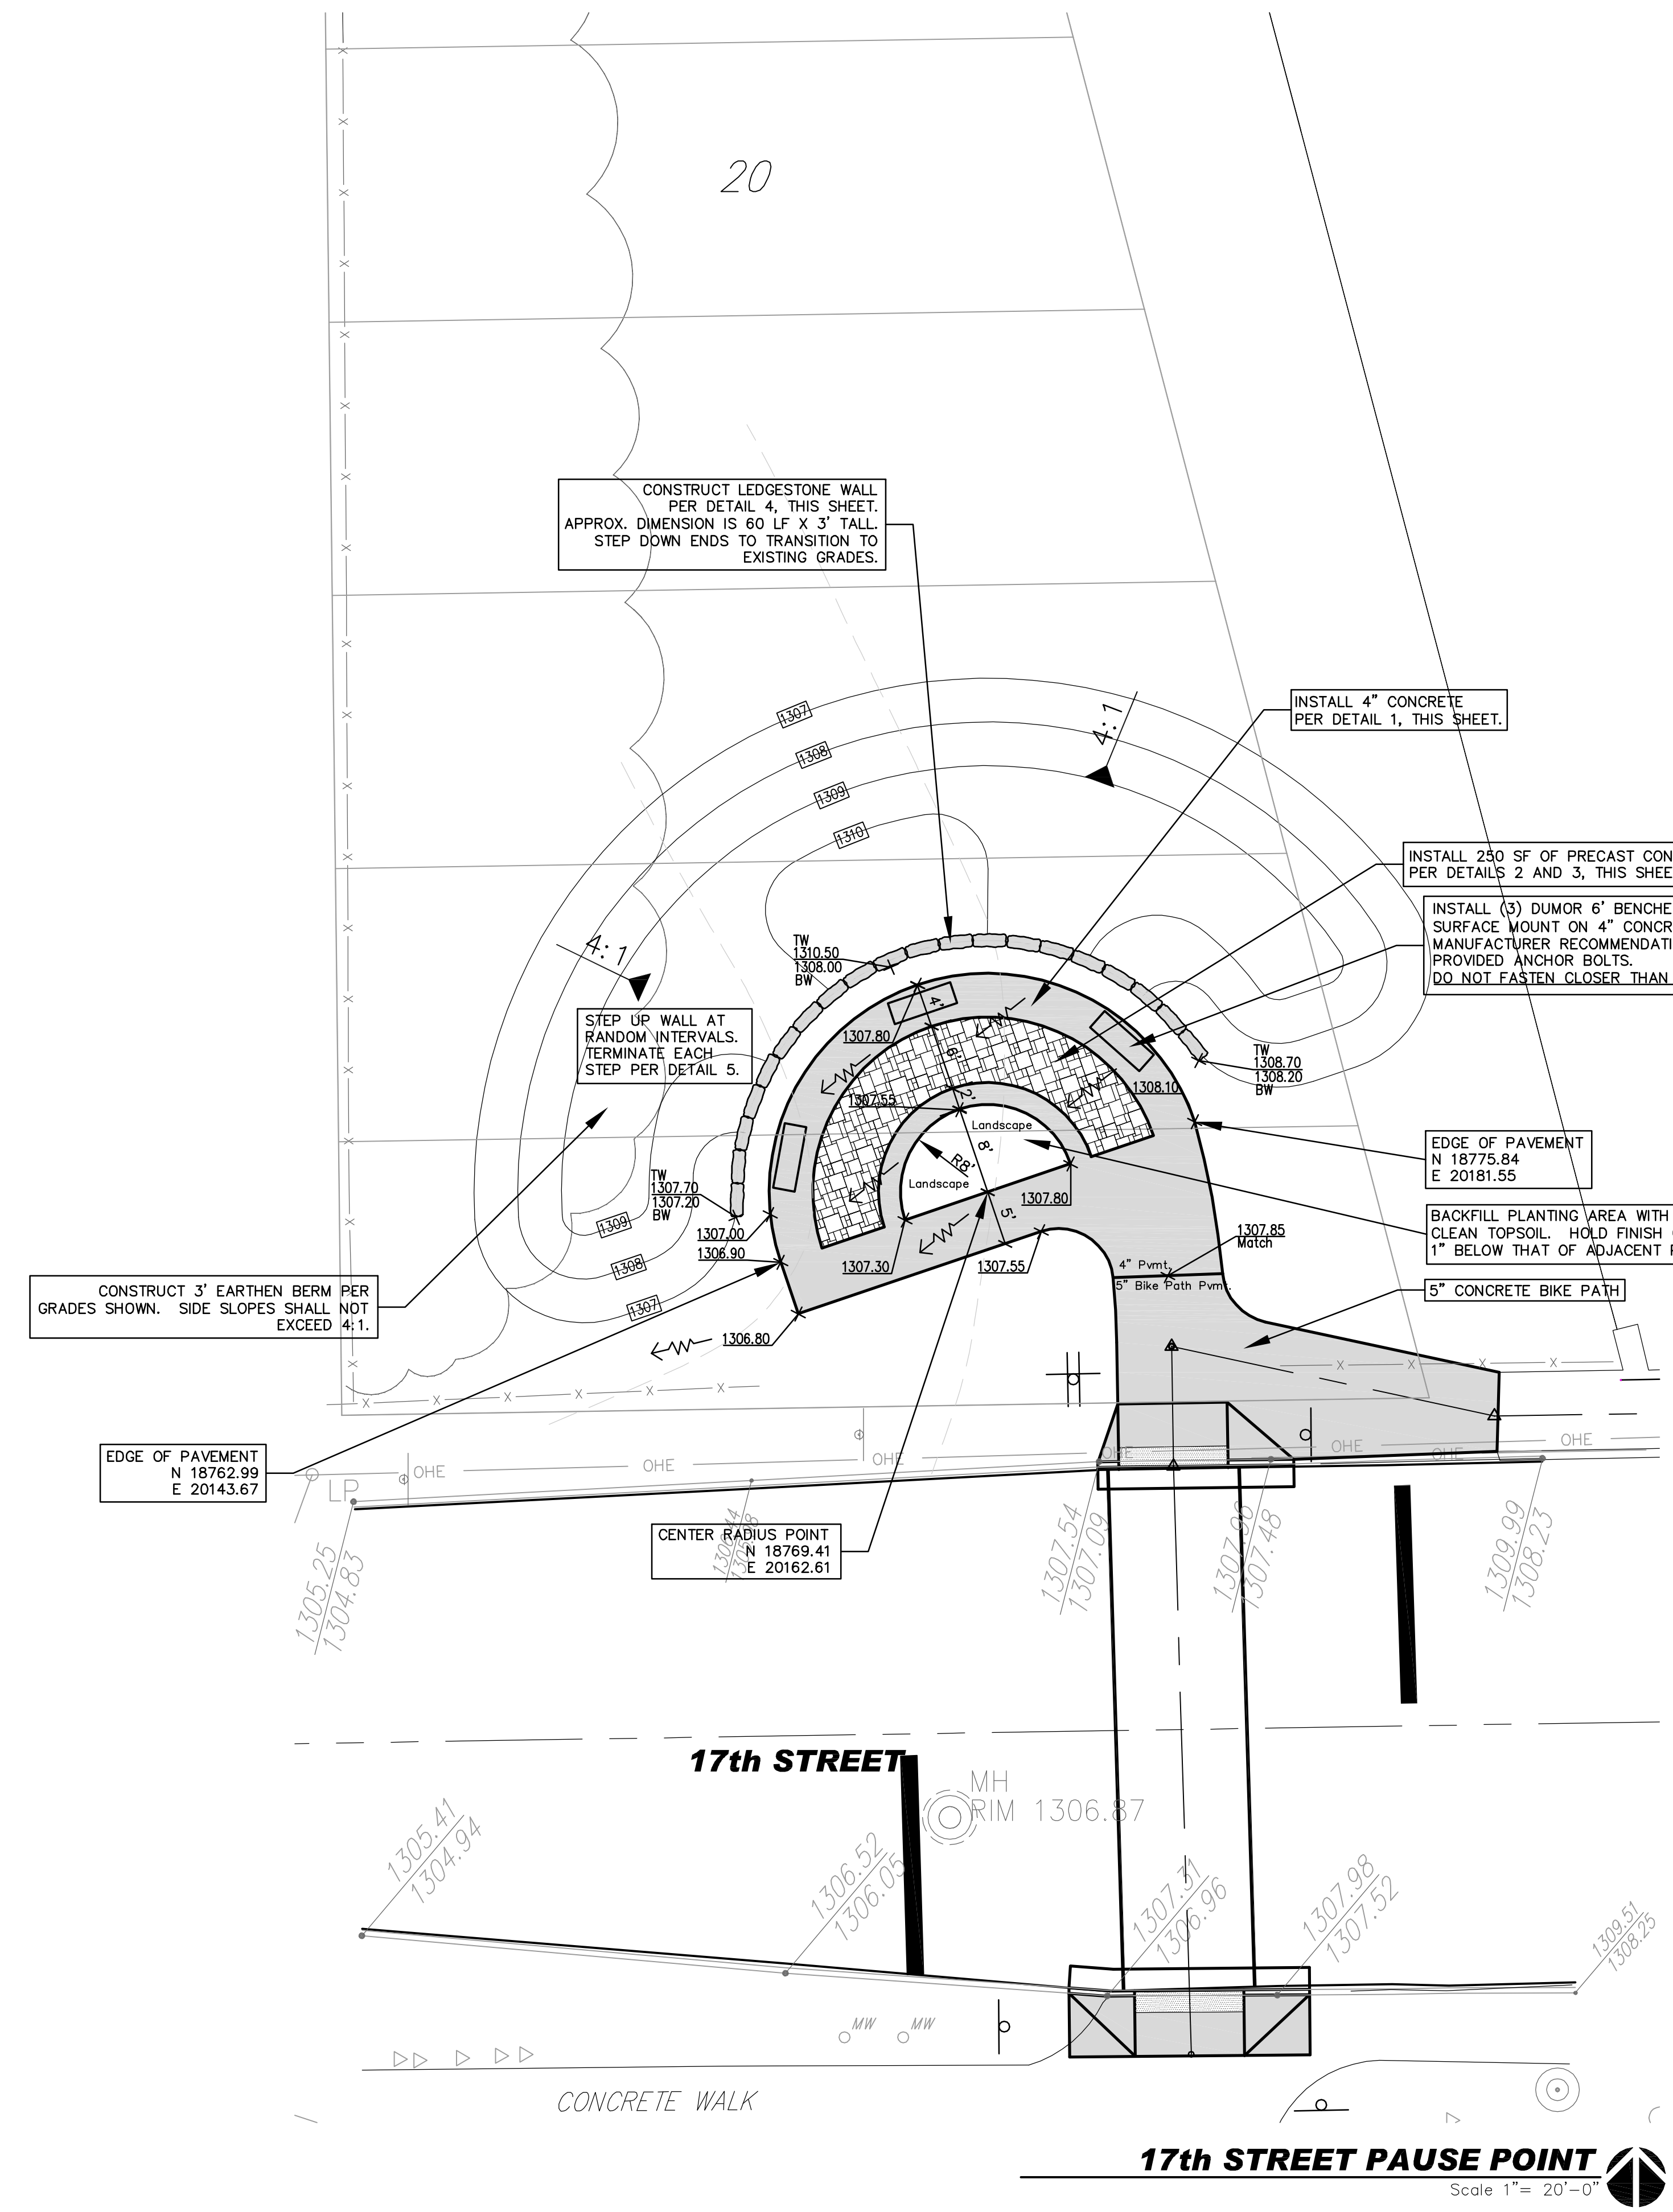 20
CONSTRUCT LEDGESTONE WALL
PER DETAIL 4, THIS SHEET.
APPROX. DIMENSION IS 60 LF X 3' TALL.
STEP DOWN ENDS TO TRANSITION TO
EXISTING GRADES.
INSTALL 4" CONCRETE
PER DETAIL 1, THIS SHEET.
1307
1308
1309
1310
4:1
4:1
INSTALL 250 SF OF PRECAST CON
PER DETAILS 2 AND 3, THIS SHEE
INSTALL (3) DUMOR 6' BENCHE
SURFACE MOUNT ON 4" CONCR
MANUFACTURER RECOMMENDATI
PROVIDED ANCHOR BOLTS.
DO NOT FASTEN CLOSER THAN
TW
1310.50
1308.00
BW
STEP UP WALL AT
RANDOM INTERVALS.
TERMINATE EACH
STEP PER DETAIL 5.
1307.80
4'
6'
2'
8'
5'
R8'
1307.55
1308.10
TW
1308.70
1308.20
BW
Landscape
Landscape
EDGE OF PAVEMENT
N 18775.84
E 20181.55
TW
1307.70
1307.20
BW
1307.00
1306.90
1307.30
1307.80
1307.55
1307.85
Match
BACKFILL PLANTING AREA WITH
CLEAN TOPSOIL. HOLD FINISH
1" BELOW THAT OF ADJACENT
4" Pvmt.
5" Bike Path Pvmt.
5" CONCRETE BIKE PATH
1309
1308
1307
CONSTRUCT 3' EARTHEN BERM PER
GRADES SHOWN. SIDE SLOPES SHALL NOT
EXCEED 4:1.
1306.80
EDGE OF PAVEMENT
N 18762.99
E 20143.67
LP
OHE
OHE
OHE
OHE
OHE
OHE
OHE
CENTER RADIUS POINT
N 18769.41
E 20162.61
1305.25
1304.83
1307.54
1307.09
1307.96
1307.48
1309.99
1308.23
17th STREET
MH
RIM 1306.87
1305.41
1304.94
1306.52
1306.05
1307.31
1306.96
1307.98
1307.52
1309.51
1308.25
MW
MW
CONCRETE WALK
17th STREET PAUSE POINT
Scale 1"= 20'-0"